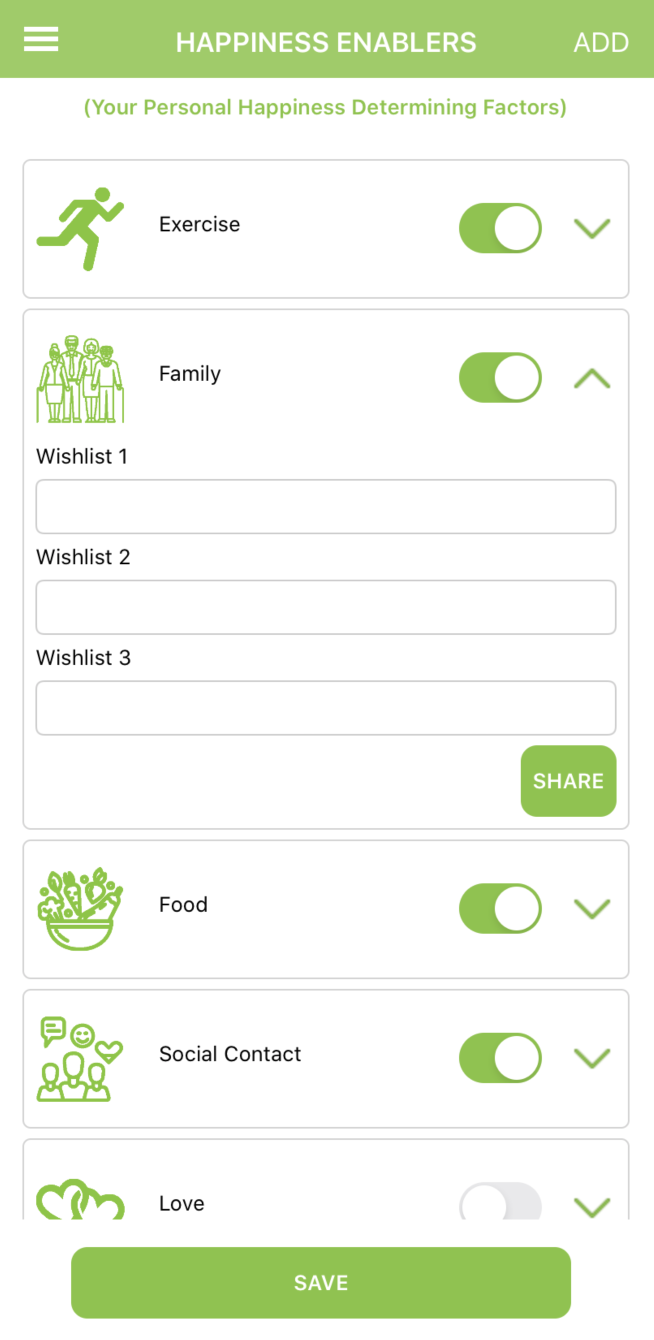 HAPPINESS ENABLERS ADD
(Your Personal Happiness Determining Factors)
Exercise
Family
Wishlist 1
Wishlist 2
Wishlist 3
SHARE
Food
Social Contact
Love
SAVE